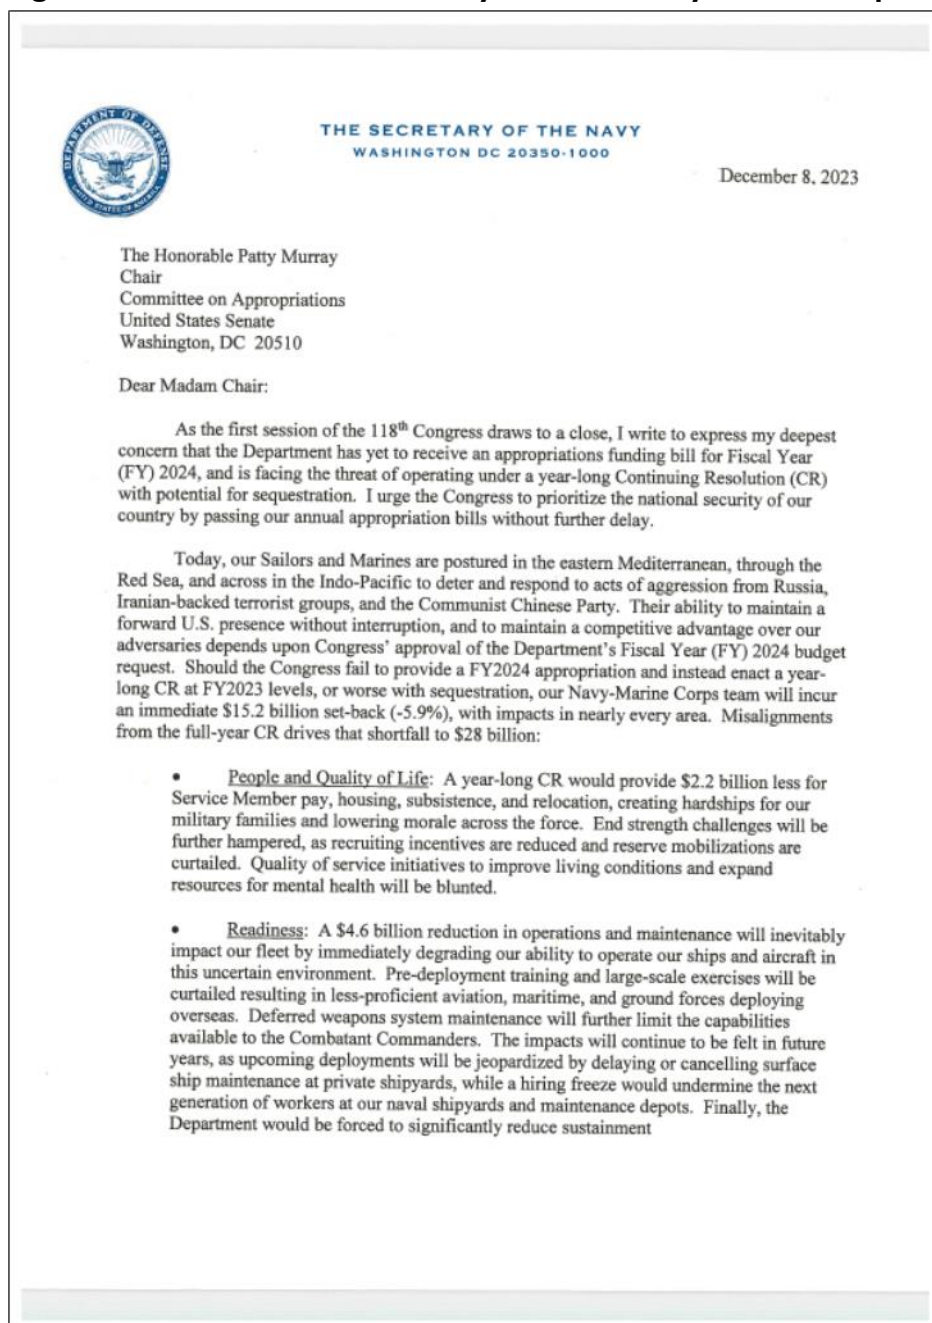 DEPARTMENT OF DEFENSE
UNITED STATES OF AMERICA
THE SECRETARY OF THE NAVY
WASHINGTON DC 20350-1000
December 8, 2023
The Honorable Patty Murray
Chair
Committee on Appropriations
United States Senate
Washington, DC 20510
Dear Madam Chair:
As the first session of the 118th Congress draws to a close, I write to express my deepest
concern that the Department has yet to receive an appropriations funding bill for Fiscal Year
(FY) 2024, and is facing the threat of operating under a year-long Continuing Resolution (CR)
with potential for sequestration. I urge the Congress to prioritize the national security of our
country by passing our annual appropriation bills without further delay.
Today, our Sailors and Marines are postured in the eastern Mediterranean, through the
Red Sea, and across in the Indo-Pacific to deter and respond to acts of aggression from Russia,
Iranian-backed terrorist groups, and the Communist Chinese Party. Their ability to maintain a
forward U.S. presence without interruption, and to maintain a competitive advantage over our
adversaries depends upon Congress' approval of the Department's Fiscal Year (FY) 2024 budget
request. Should the Congress fail to provide a FY2024 appropriation and instead enact a year-
long CR at FY2023 levels, or worse with sequestration, our Navy-Marine Corps team will incur
an immediate $15.2 billion set-back (-5.9%), with impacts in nearly every area. Misalignments
from the full-year CR drives that shortfall to $28 billion:
• People and Quality of Life: A year-long CR would provide $2.2 billion less for
Service Member pay, housing, subsistence, and relocation, creating hardships for our
military families and lowering morale across the force. End strength challenges will be
further hampered, as recruiting incentives are reduced and reserve mobilizations are
curtailed. Quality of service initiatives to improve living conditions and expand
resources for mental health will be blunted.
• Readiness: A $4.6 billion reduction in operations and maintenance will inevitably
impact our fleet by immediately degrading our ability to operate our ships and aircraft in
this uncertain environment. Pre-deployment training and large-scale exercises will be
curtailed resulting in less-proficient aviation, maritime, and ground forces deploying
overseas. Deferred weapons system maintenance will further limit the capabilities
available to the Combatant Commanders. The impacts will continue to be felt in future
years, as upcoming deployments will be jeopardized by delaying or cancelling surface
ship maintenance at private shipyards, while a hiring freeze would undermine the next
generation of workers at our naval shipyards and maintenance depots. Finally, the
Department would be forced to significantly reduce sustainment